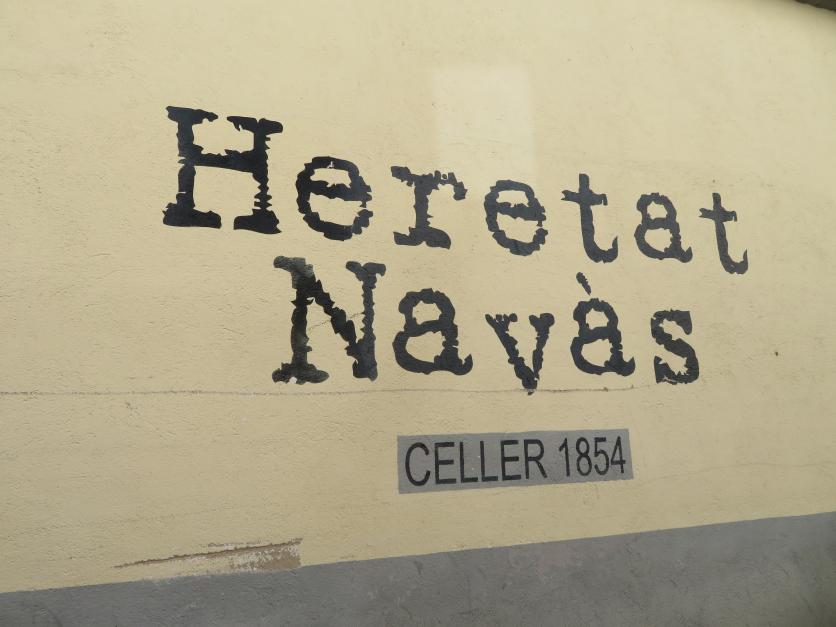 Heretat
Navàs
CELLER 1854